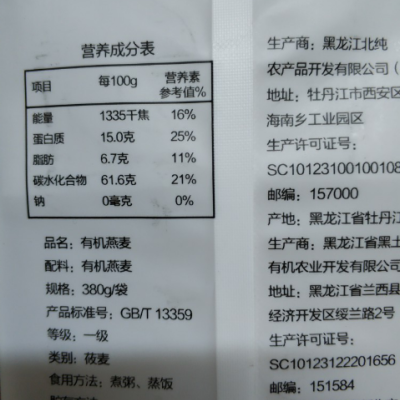 营养成分表
项目 每100g 营养素参考值%
能量 1335千焦 16%
蛋白质 15.0克 25%
脂肪 6.7克 11%
碳水化合物 61.6克 21%
钠 0毫克 0%
品名：有机燕麦
配料：有机燕麦
规格：380g/袋
产品标准号：GB/T 13359
等级：一级
类别：莜麦
食用方法：煮粥、蒸饭
生产商：黑龙江北纯
农产品开发有限公司（
地址：牡丹江市西安区
海南乡工业园区
生产许可证号：
SC10123100100108
邮编：157000
产地：黑龙江省牡丹江
生产商：黑龙江省黑土
有机农业开发有限公司
地址：黑龙江省兰西县
经济开发区绥兰路2号
生产许可证号：
SC10123122201656
邮编：151584